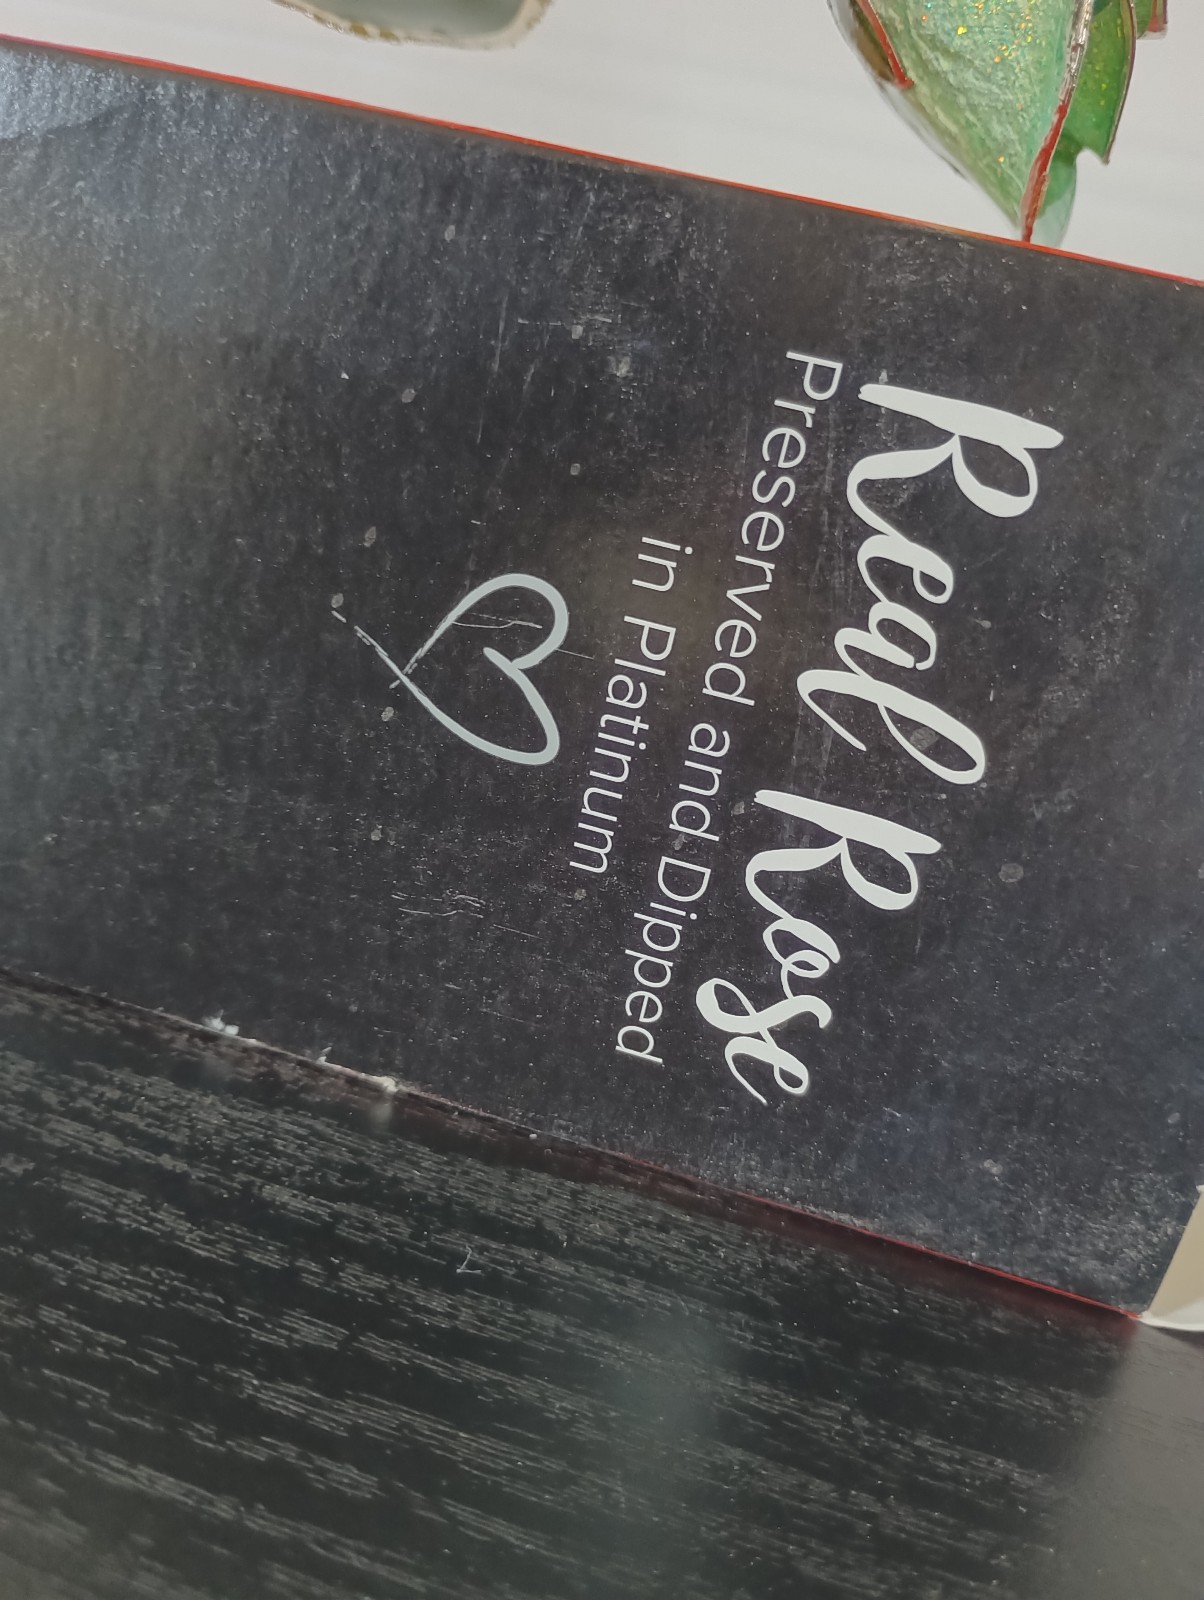 Real Rose
Preserved and Dipped
in Platinum